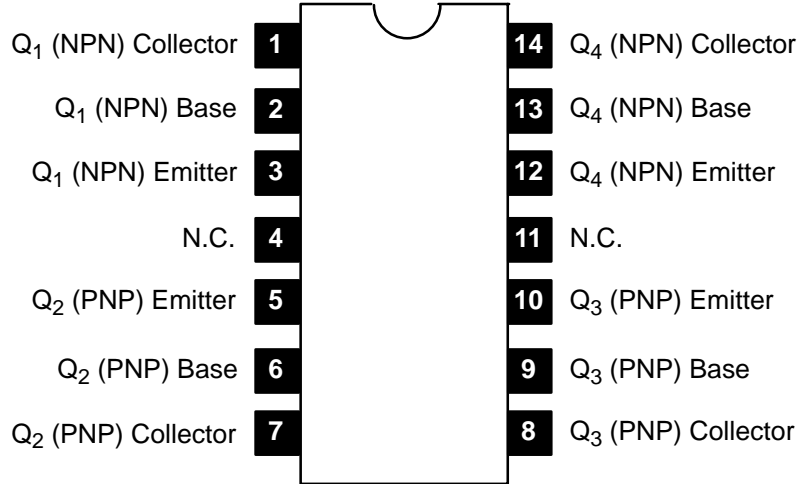 Q1 (NPN) Collector 1 14 Q4 (NPN) Collector
Q1 (NPN) Base 2 13 Q4 (NPN) Base
Q1 (NPN) Emitter 3 12 Q4 (NPN) Emitter
N.C. 4 11 N.C.
Q2 (PNP) Emitter 5 10 Q3 (PNP) Emitter
Q2 (PNP) Base 6 9 Q3 (PNP) Base
Q2 (PNP) Collector 7 8 Q3 (PNP) Collector